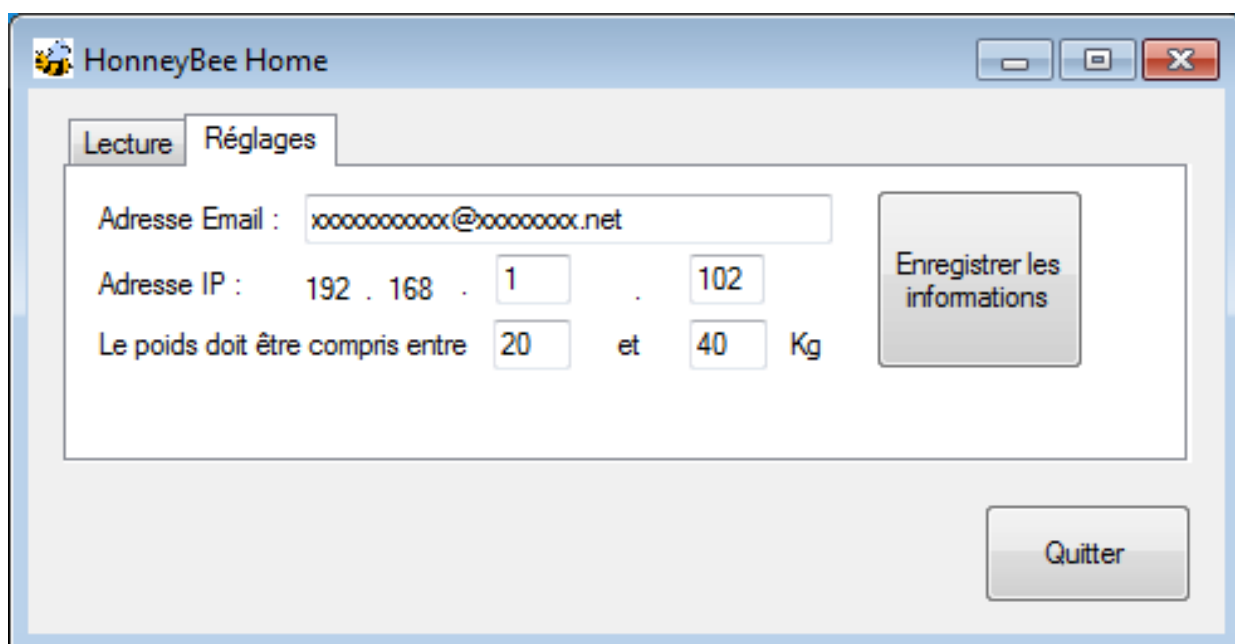 HonneyBee Home
Lecture Réglages
Adresse Email : xxxxxxxxxxx@xxxxxxxx.net
Adresse IP : 192 . 168 . 1 . 102
Le poids doit être compris entre 20 et 40 Kg
Enregistrer les
informations
Quitter